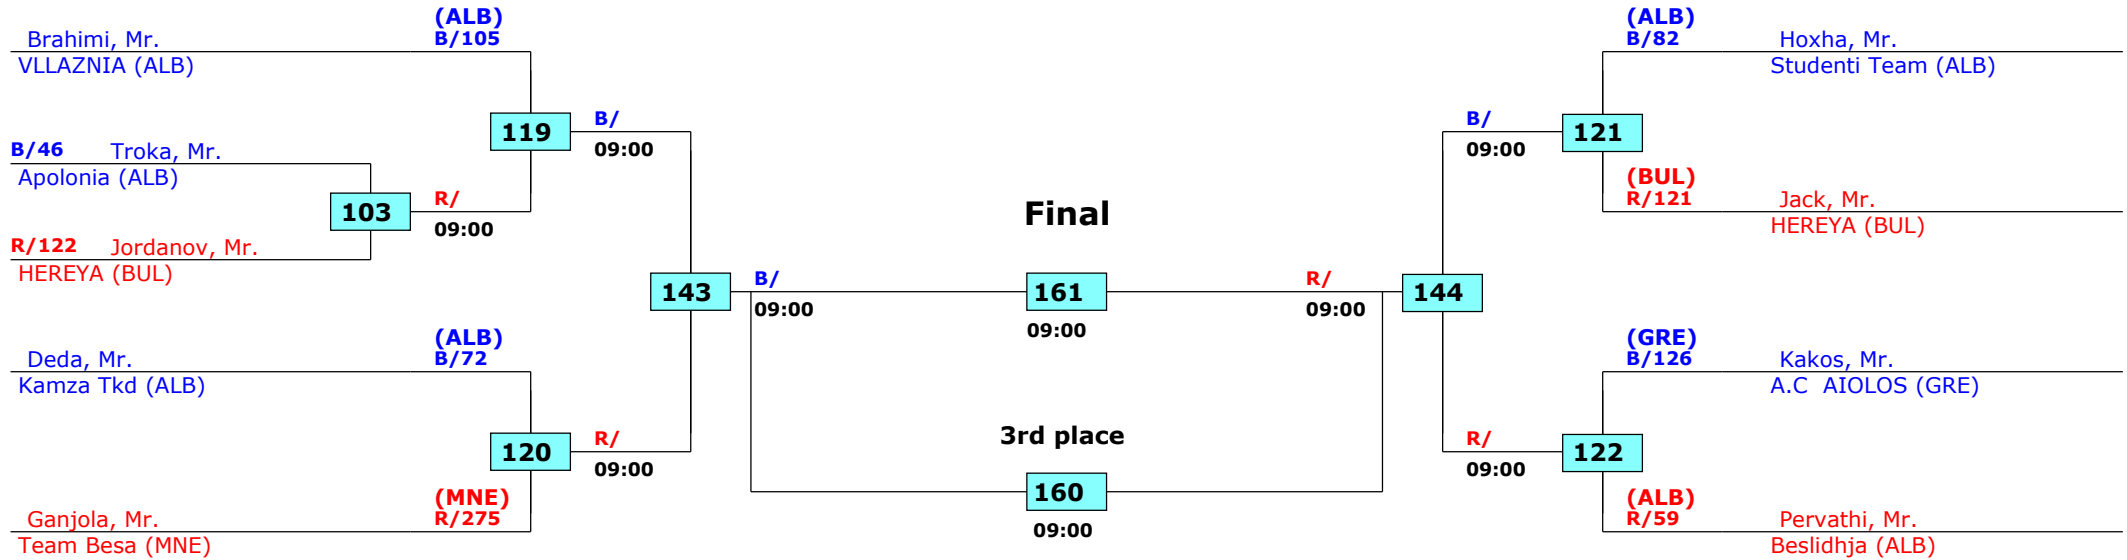 (ALB)
Brahimi, Mr. B/105
VLLAZNIA (ALB)
B/46 Troka, Mr.
Apolonia (ALB)
103
R/122 Jordanov, Mr.
HEREYA (BUL)
R/
09:00
119
B/
09:00
(ALB)
Deda, Mr. B/72
Kamza Tkd (ALB)
120
(MNE)
Ganjola, Mr. R/275
Team Besa (MNE)
R/
09:00
143
B/
09:00
Final
161
09:00
3rd place
160
09:00
R/
09:00
144
B/
09:00
121
(ALB)
B/82 Hoxha, Mr.
Studenti Team (ALB)
(BUL)
R/121 Jack, Mr.
HEREYA (BUL)
R/
09:00
122
(GRE)
B/126 Kakos, Mr.
A.C AIOLOS (GRE)
(ALB)
R/59 Pervathi, Mr.
Beslidhja (ALB)